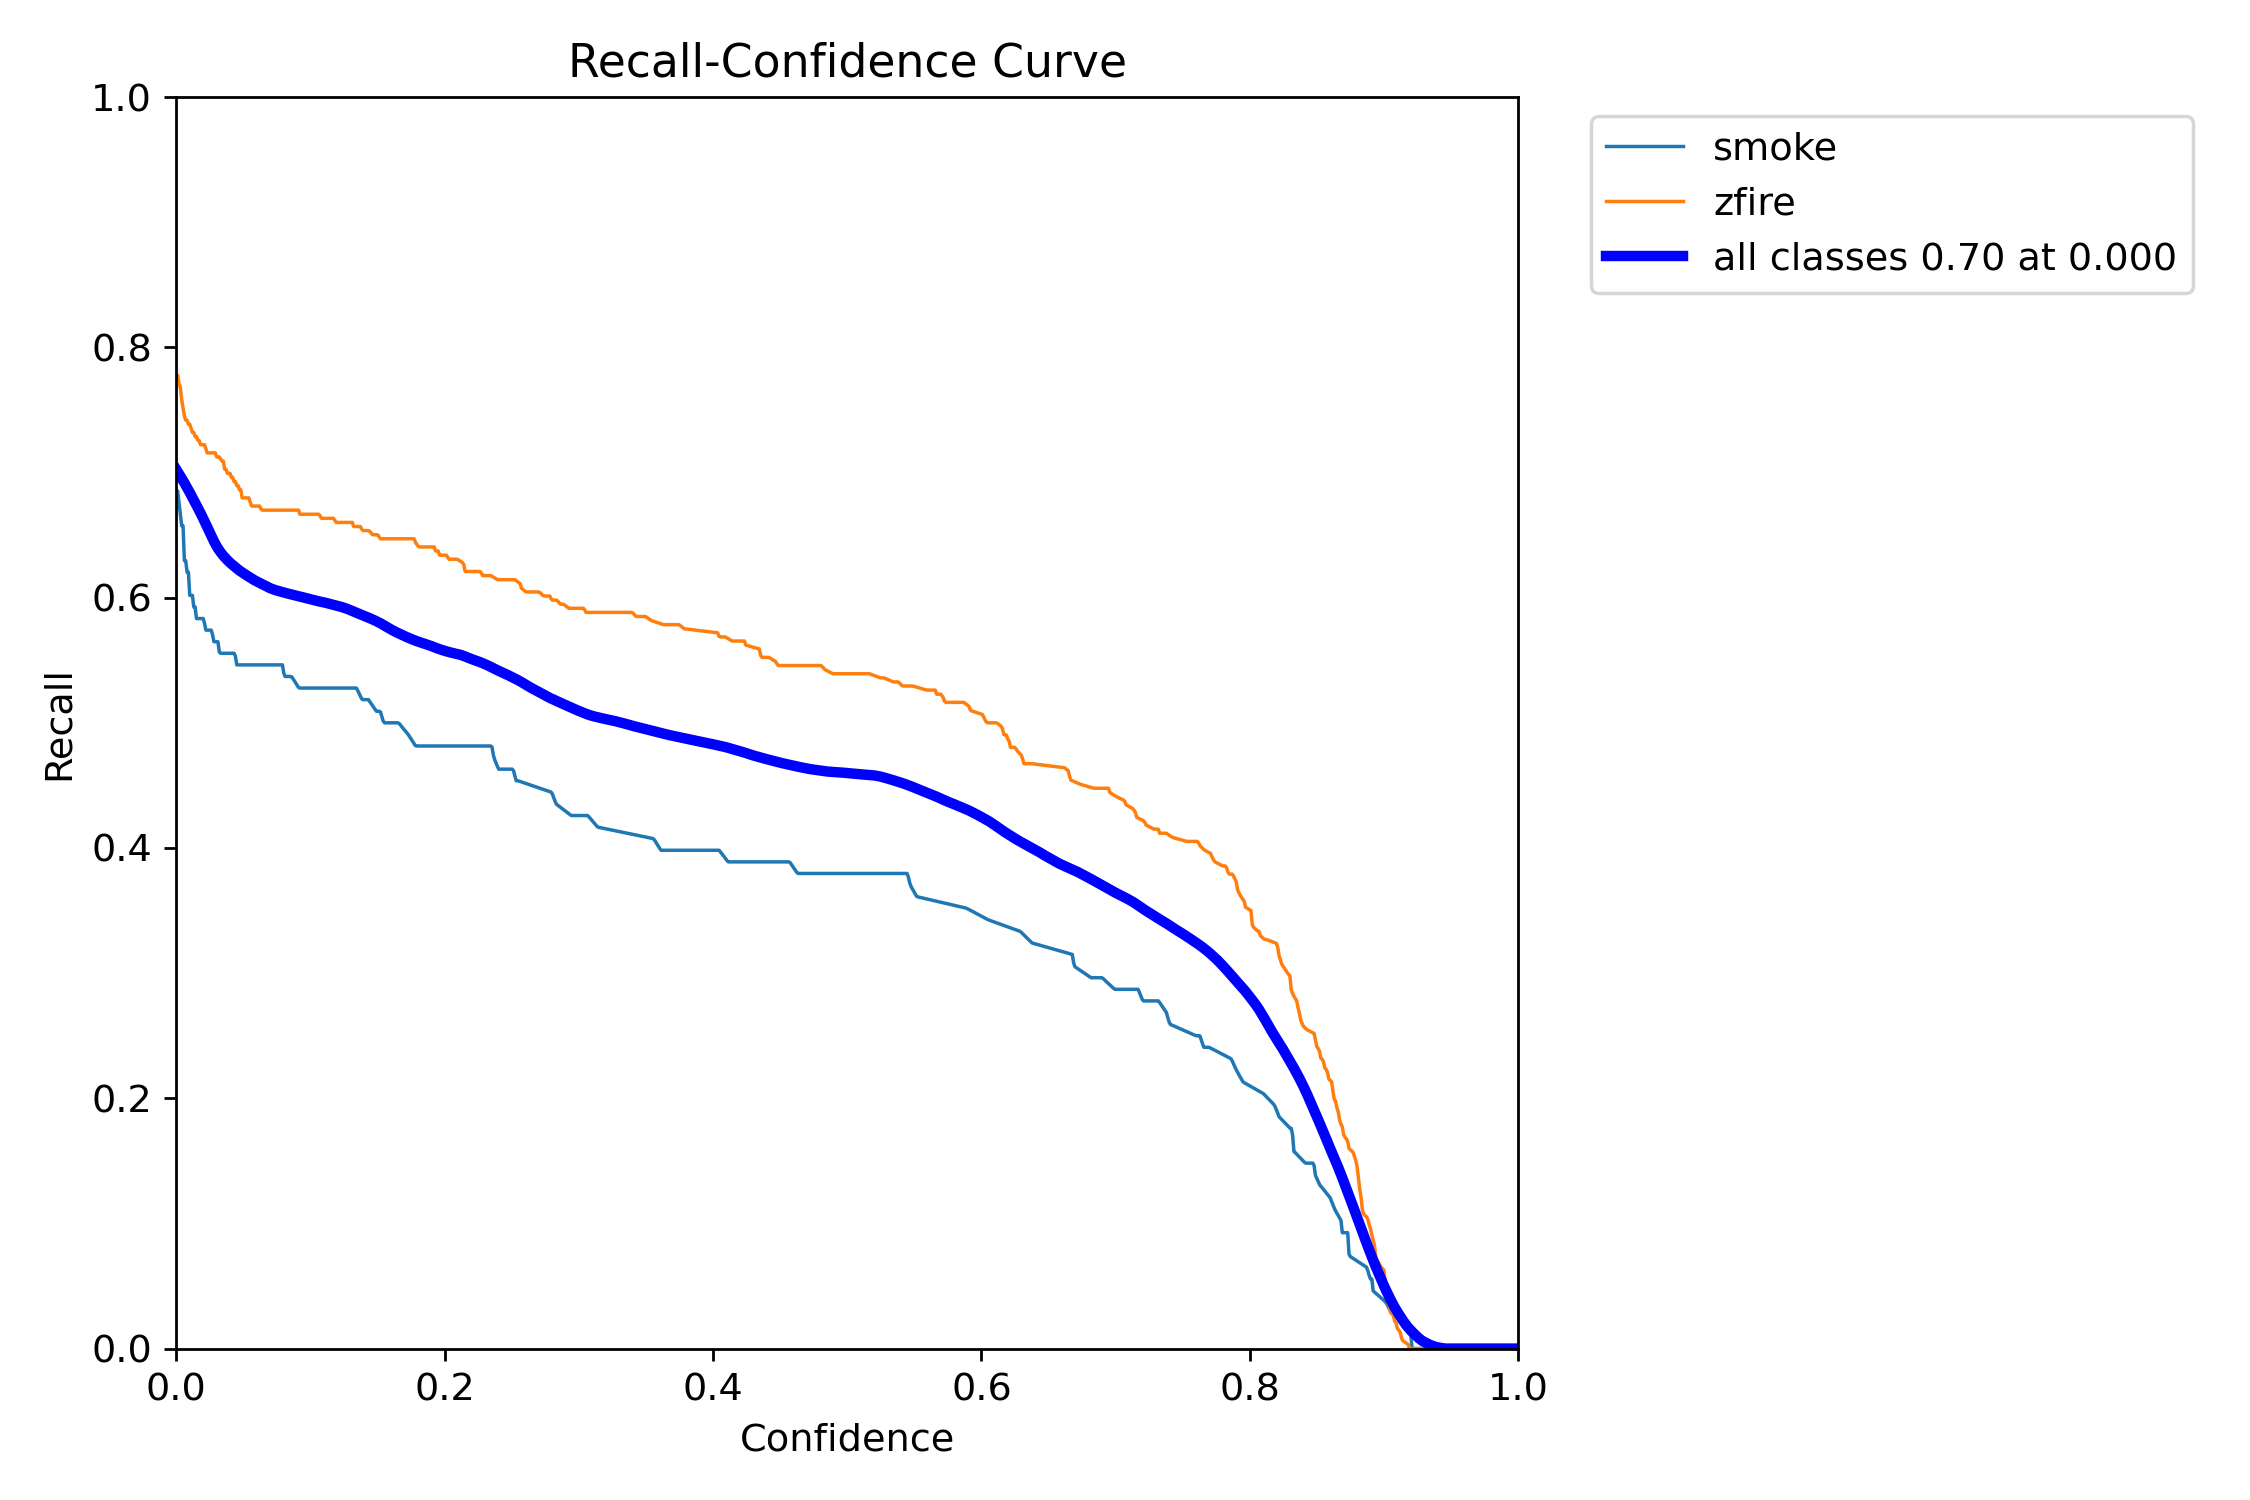 Recall-Confidence Curve
1.0
0.8
0.6
0.4
0.2
0.0
Recall
0.0 0.2 0.4 0.6 0.8 1.0
Confidence
smoke
zfire
all classes 0.70 at 0.000